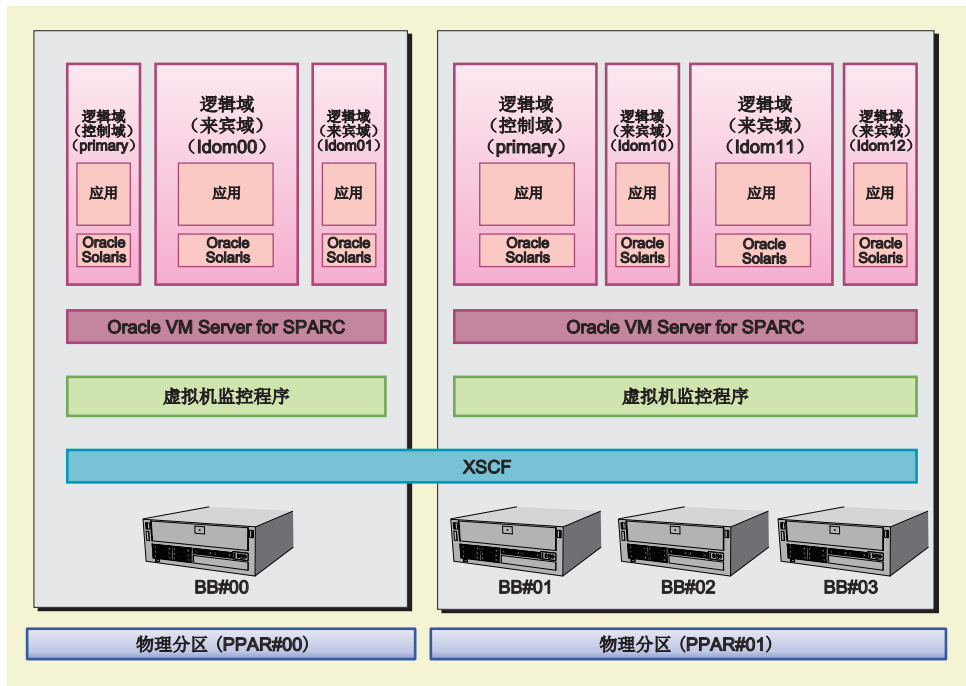 逻辑域
（控制域）
（primary）
应用
Oracle
Solaris
逻辑域
（来宾域）
（ldom00）
应用
Oracle
Solaris
逻辑域
（来宾域）
（ldom01）
应用
Oracle
Solaris
Oracle VM Server for SPARC
虚拟机监控程序
逻辑域
（控制域）
（primary）
应用
Oracle
Solaris
逻辑域
（来宾域）
（ldom10）
应用
Oracle
Solaris
逻辑域
（来宾域）
（ldom11）
应用
Oracle
Solaris
逻辑域
（来宾域）
（ldom12）
应用
Oracle
Solaris
Oracle VM Server for SPARC
虚拟机监控程序
XSCF
BB#00
BB#01
BB#02
BB#03
物理分区（PPAR#00）
物理分区（PPAR#01）